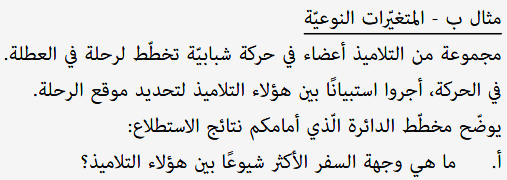 مثال ب - المتغيّرات النوعيّة
مجموعة من التلاميذ أعضاء في حركة شبابيّة تخطّط لرحلة في العطلة.
في الحركة، أجروا استبيانًا بين هؤلاء التلاميذ لتحديد موقع الرحلة.
يوضّح مخطّط الدائرة الّذي أمامكم نتائج الاستطلاع:
أ. ما هي وجهة السفر الأكثر شيوعًا بين هؤلاء التلاميذ؟